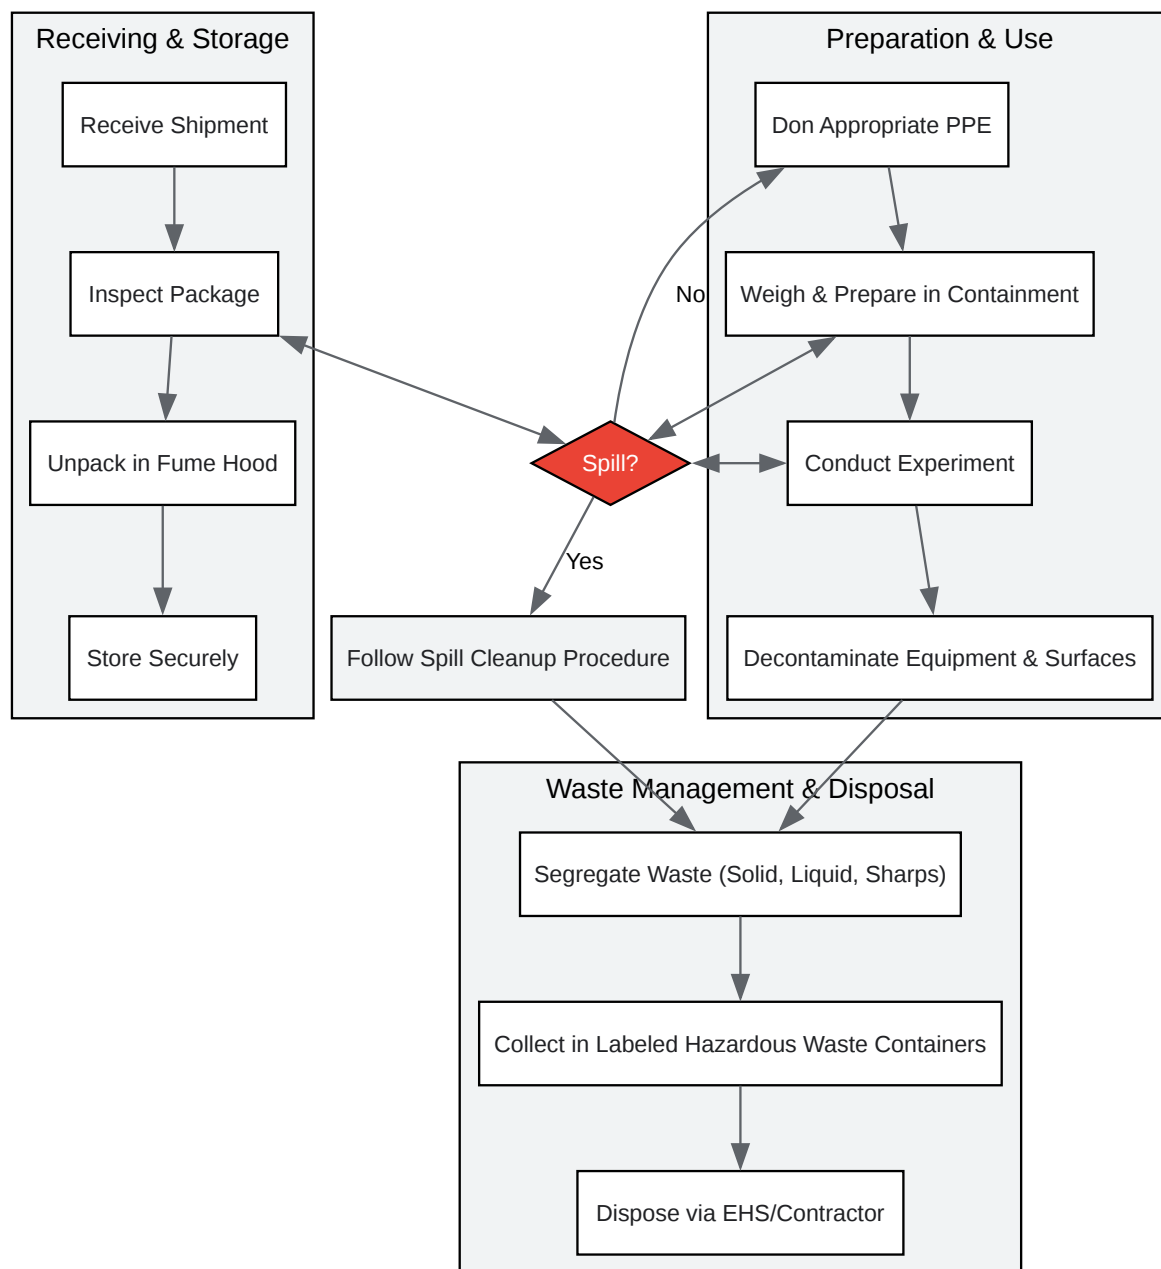 Receiving & Storage
Receive Shipment
Inspect Package
Unpack in Fume Hood
Store Securely
Preparation & Use
Don Appropriate PPE
Weigh & Prepare in Containment
Conduct Experiment
Decontaminate Equipment & Surfaces
No
Spill?
Yes
Follow Spill Cleanup Procedure
Waste Management & Disposal
Segregate Waste (Solid, Liquid, Sharps)
Collect in Labeled Hazardous Waste Containers
Dispose via EHS/Contractor